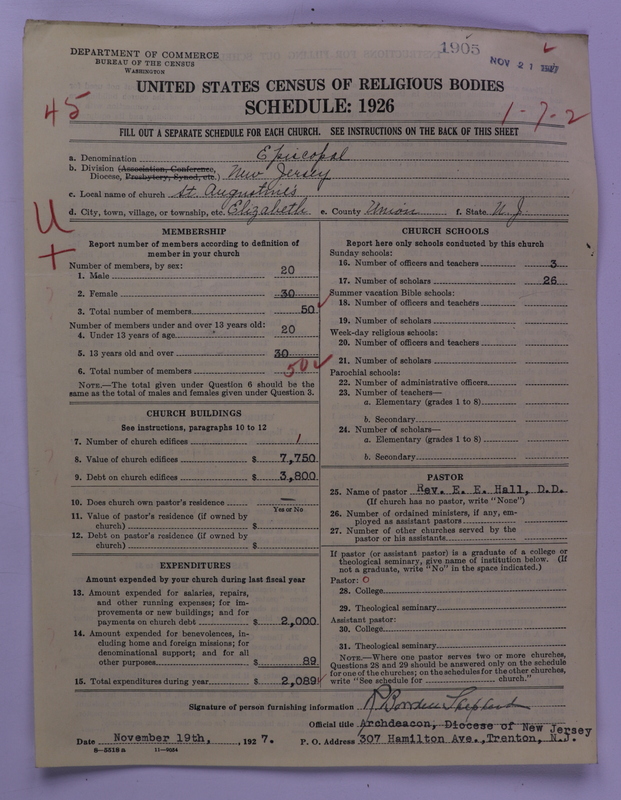 1905
NOV 21 1927
DEPARTMENT OF COMMERCE
BUREAU OF THE CENSUS
WASHINGTON
UNITED STATES CENSUS OF RELIGIOUS BODIES
SCHEDULE: 1926
45
1-7-2
FILL OUT A SEPARATE SCHEDULE FOR EACH CHURCH. SEE INSTRUCTIONS ON THE BACK OF THIS SHEET
a. Denomination Episcopal
b. Division (Association, Conference, Diocese, Presbytery, Synod, etc.) New Jersey
c. Local name of church St. Augustines
d. City, town, village, or township, etc. Elizabeth e. County Union f. State N. J.
U
+
MEMBERSHIP
Report number of members according to definition of
member in your church
Number of members, by sex:
1. Male 20
2. Female 30
3. Total number of members 50
Number of members under and over 13 years old:
4. Under 13 years of age 20
5. 13 years old and over 30
6. Total number of members 50
NOTE.—The total given under Question 6 should be
same as the total of males and females given under Question 3.
CHURCH BUILDINGS
See instructions, paragraphs 10 to 12
7. Number of church edifices 1
8. Value of church edifices $ 7,750
9. Debt on church edifices $ 3,800
10. Does church own pastor's residence —
Yes or No
11. Value of pastor's residence (if owned by
church) $
12. Debt on pastor's residence (if owned by
church) $
EXPENDITURES
Amount expended by your church during last fiscal year
13. Amount expended for salaries, repairs,
and other running expenses; for im-
provements or new buildings; and for
payments on church debt $ 2,000
14. Amount expended for benevolences, in-
cluding home and foreign missions; for
denominational support; and for all
other purposes $ 89
15. Total expenditures during year $ 2,089
CHURCH SCHOOLS
Report here only schools conducted by this church
Sunday schools:
16. Number of officers and teachers 3
17. Number of scholars 26
Summer vacation Bible schools:
18. Number of officers and teachers
19. Number of scholars
Week-day religious schools:
20. Number of officers and teachers
21. Number of scholars
Parochial schools:
22. Number of administrative officers
23. Number of teachers—
a. Elementary (grades 1 to 8)
b. Secondary
24. Number of scholars—
a. Elementary (grades 1 to 8)
b. Secondary
PASTOR
25. Name of pastor Rev. E. E. Hall, D.D.
(If church has no pastor, write "None")
26. Number of ordained ministers, if any, em-
ployed as assistant pastors
27. Number of other churches served by the
pastor or his assistants
If pastor (or assistant pastor) is a graduate of a college or
theological seminary, give name of institution below. (If
not a graduate, write "No" in the space indicated.)
Pastor: O
28. College
29. Theological seminary
Assistant pastor:
30. College
31. Theological seminary
NOTE.—Where one pastor serves two or more churches,
Questions 28 and 29 should be answered only on the schedule
for one of the churches; on the schedules for the other churches,
write "See schedule for church."
Signature of person furnishing information R Bowden Shepherd
Official title Archdeacon, Diocese of New Jersey
Date November 19th, , 1927. P. O. Address 307 Hamilton Ave., Trenton, N.J.
8-5518 a 11-9034